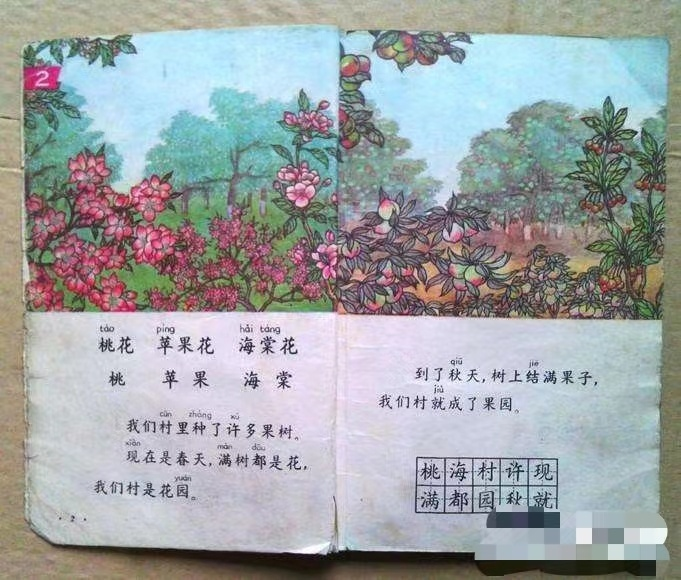 2
táo píng hǎi táng
桃花 苹果花 海棠花
桃 苹果 海棠
cūn zhòng xǔ
我们村里种了许多果树。
xiàn mǎn dōu
现在是春天，满树都是花，
yuán
我们村是花园。
·2·
qiū jiē
到了秋天，树上结满果子，
jiù
我们村就成了果园。
桃海村许现
满都园秋就